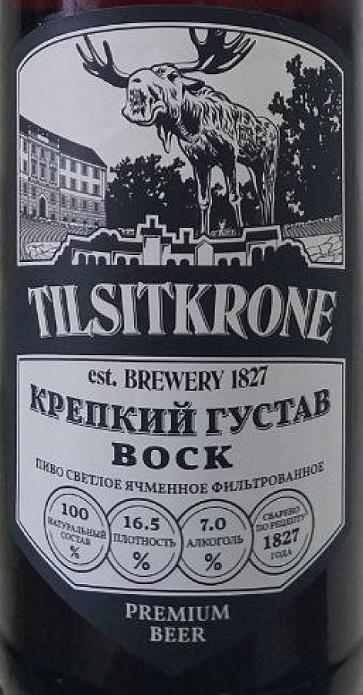 TILSITKRONE
est. BREWERY 1827
КРЕПКИЙ ГУСТАВ
BOCK
ПИВО СВЕТЛОЕ ЯЧМЕННОЕ ФИЛЬТРОВАННОЕ
100
НАТУРАЛЬНЫЙ
СОСТАВ
%
16.5
ПЛОТНОСТЬ
%
7.0
АЛКОГОЛЬ
%
СВАРЕНО
ПО РЕЦЕПТУ
1827
ГОДА
PREMIUM
BEER